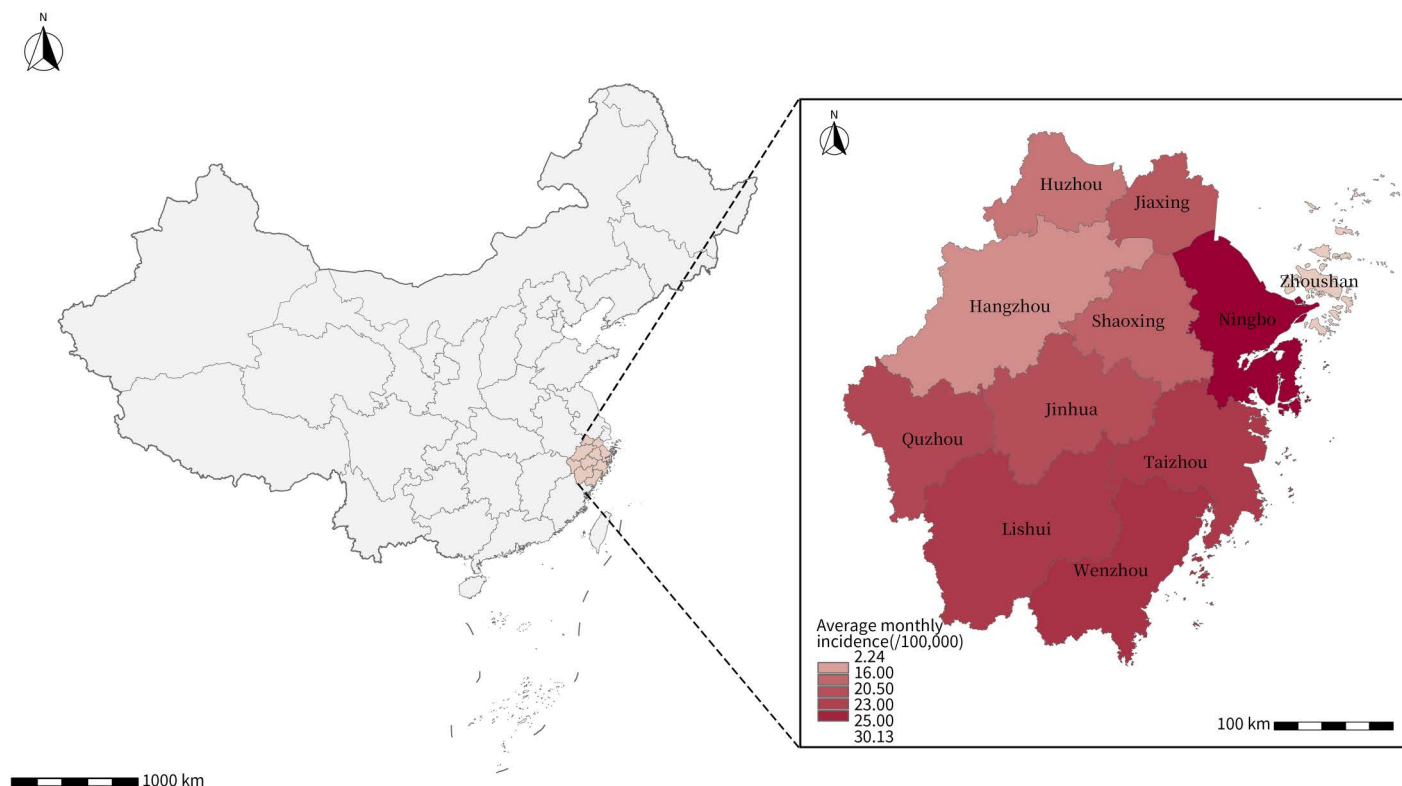 N
N
Huzhou
Jiaxing
Zhoushan
Hangzhou
Shaoxing
Ningbo
Jinhua
Quzhou
Taizhou
Lishui
Wenzhou
Average monthly
incidence(/100,000)
2.24
16.00
20.50
23.00
25.00
30.13
100 km
1000 km